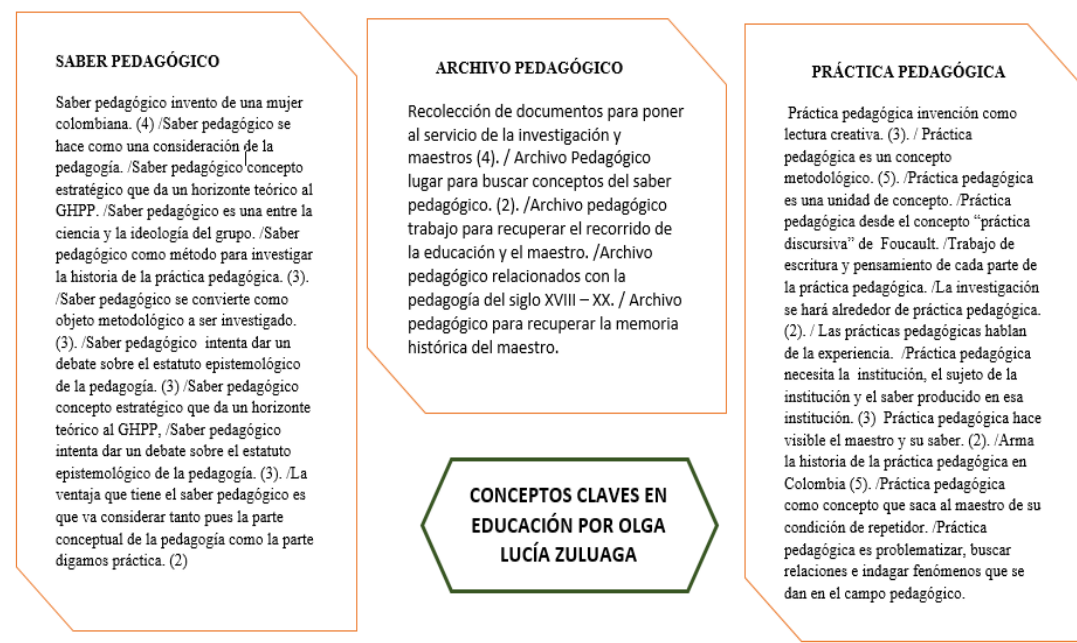 SABER PEDAGÓGICO
Saber pedagógico invento de una mujer
colombiana. (4) /Saber pedagógico se
hace como una consideración de la
pedagogía. /Saber pedagógico concepto
estratégico que da un horizonte teórico al
GHPP. /Saber pedagógico es una entre la
ciencia y la ideología del grupo. /Saber
pedagógico como método para investigar
la historia de la práctica pedagógica. (3).
/Saber pedagógico se convierte como
objeto metodológico a ser investigado.
(3). /Saber pedagógico intenta dar un
debate sobre el estatuto epistemológico
de la pedagogía. (3) /Saber pedagógico
concepto estratégico que da un horizonte
teórico al GHPP, /Saber pedagógico
intenta dar un debate sobre el estatuto
epistemológico de la pedagogía. (3). /La
ventaja que tiene el saber pedagógico es
que va considerar tanto pues la parte
conceptual de la pedagogía como la parte
digamos práctica. (2)
ARCHIVO PEDAGÓGICO
Recolección de documentos para poner
al servicio de la investigación y
maestros (4). / Archivo Pedagógico
lugar para buscar conceptos del saber
pedagógico. (2). /Archivo pedagógico
trabajo para recuperar el recorrido de
la educación y el maestro. /Archivo
pedagógico relacionados con la
pedagogía del siglo XVIII – XX. / Archivo
pedagógico para recuperar la memoria
histórica del maestro.
PRÁCTICA PEDAGÓGICA
Práctica pedagógica invención como
lectura creativa. (3). / Práctica
pedagógica es un concepto
metodológico. (5). /Práctica pedagógica
es una unidad de concepto. /Práctica
pedagógica desde el concepto “práctica
discursiva” de Foucault. /Trabajo de
escritura y pensamiento de cada parte de
la práctica pedagógica. /La investigación
se hará alrededor de práctica pedagógica.
(2). / Las prácticas pedagógicas hablan
de la experiencia. /Práctica pedagógica
necesita la institución, el sujeto de la
institución y el saber producido en esa
institución. (3) Práctica pedagógica hace
visible el maestro y su saber. (2). /Arma
la historia de la práctica pedagógica en
Colombia (5). /Práctica pedagógica
como concepto que saca al maestro de su
condición de repetidor. /Práctica
pedagógica es problematizar, buscar
relaciones e indagar fenómenos que se
dan en el campo pedagógico.
CONCEPTOS CLAVES EN
EDUCACIÓN POR OLGA
LUCÍA ZULUAGA